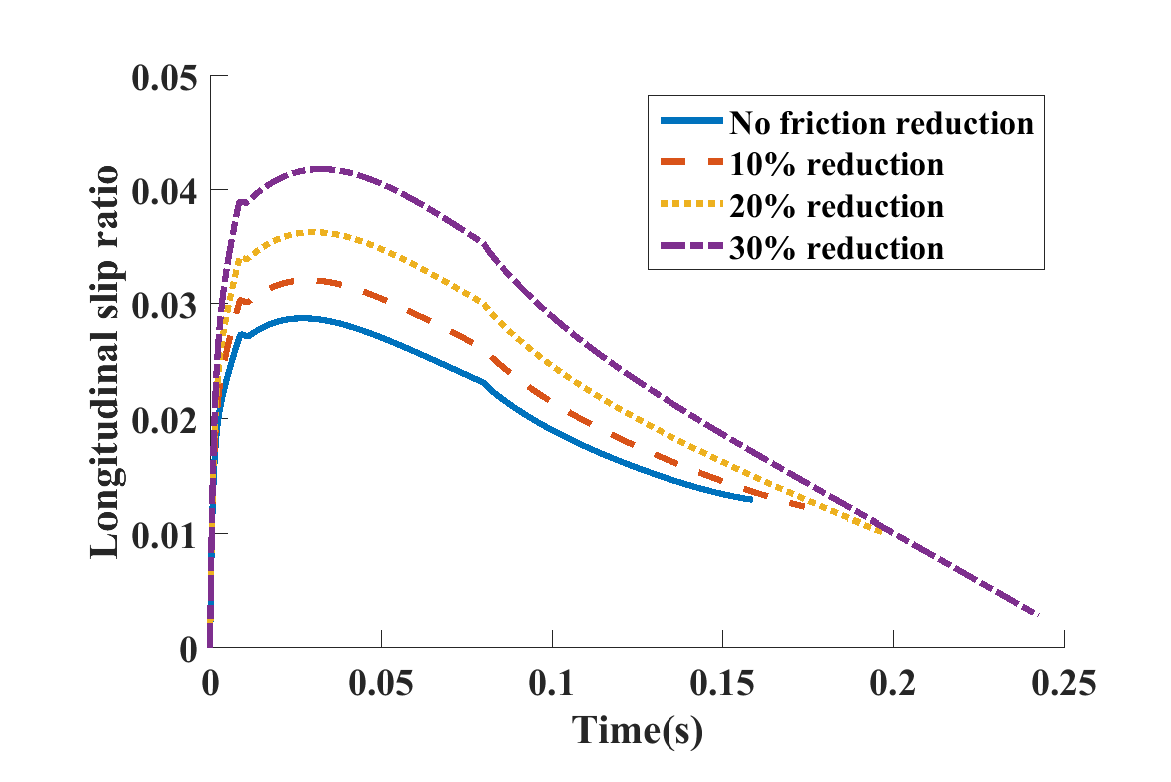 0.05
0.04
0.03
0.02
0.01
0
Longitudinal slip ratio
No friction reduction
10% reduction
20% reduction
30% reduction
0 0.05 0.1 0.15 0.2 0.25
Time(s)